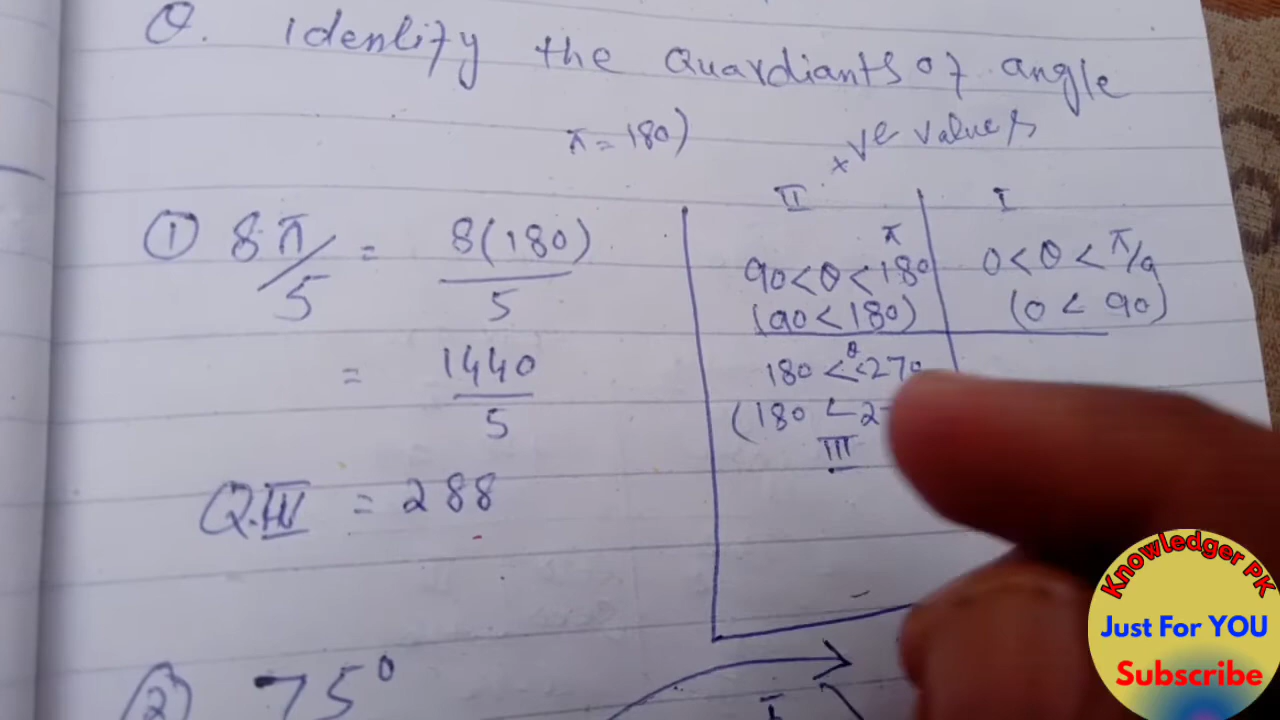 Q. Identify the Quardiants of angle
π = 180)
+ve values
① 8π/5 = 8(180)/5
= 1440/5
Q.IV = 288
② 75°
II
I
π
90<θ<180
(90<180)
0<θ<π/2
(0 < 90)
θ
180 < <270
(180 < 2
III
I
Knowledger PK
Just For YOU
Subscribe